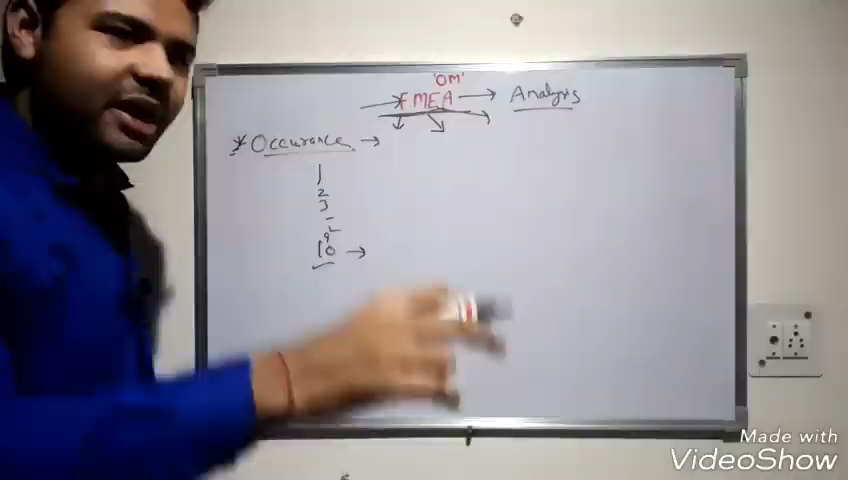 'OM'
→ FMEA → Analysis
* Occurance →
1
2
3
-
9
10 →
Made with
VideoShow